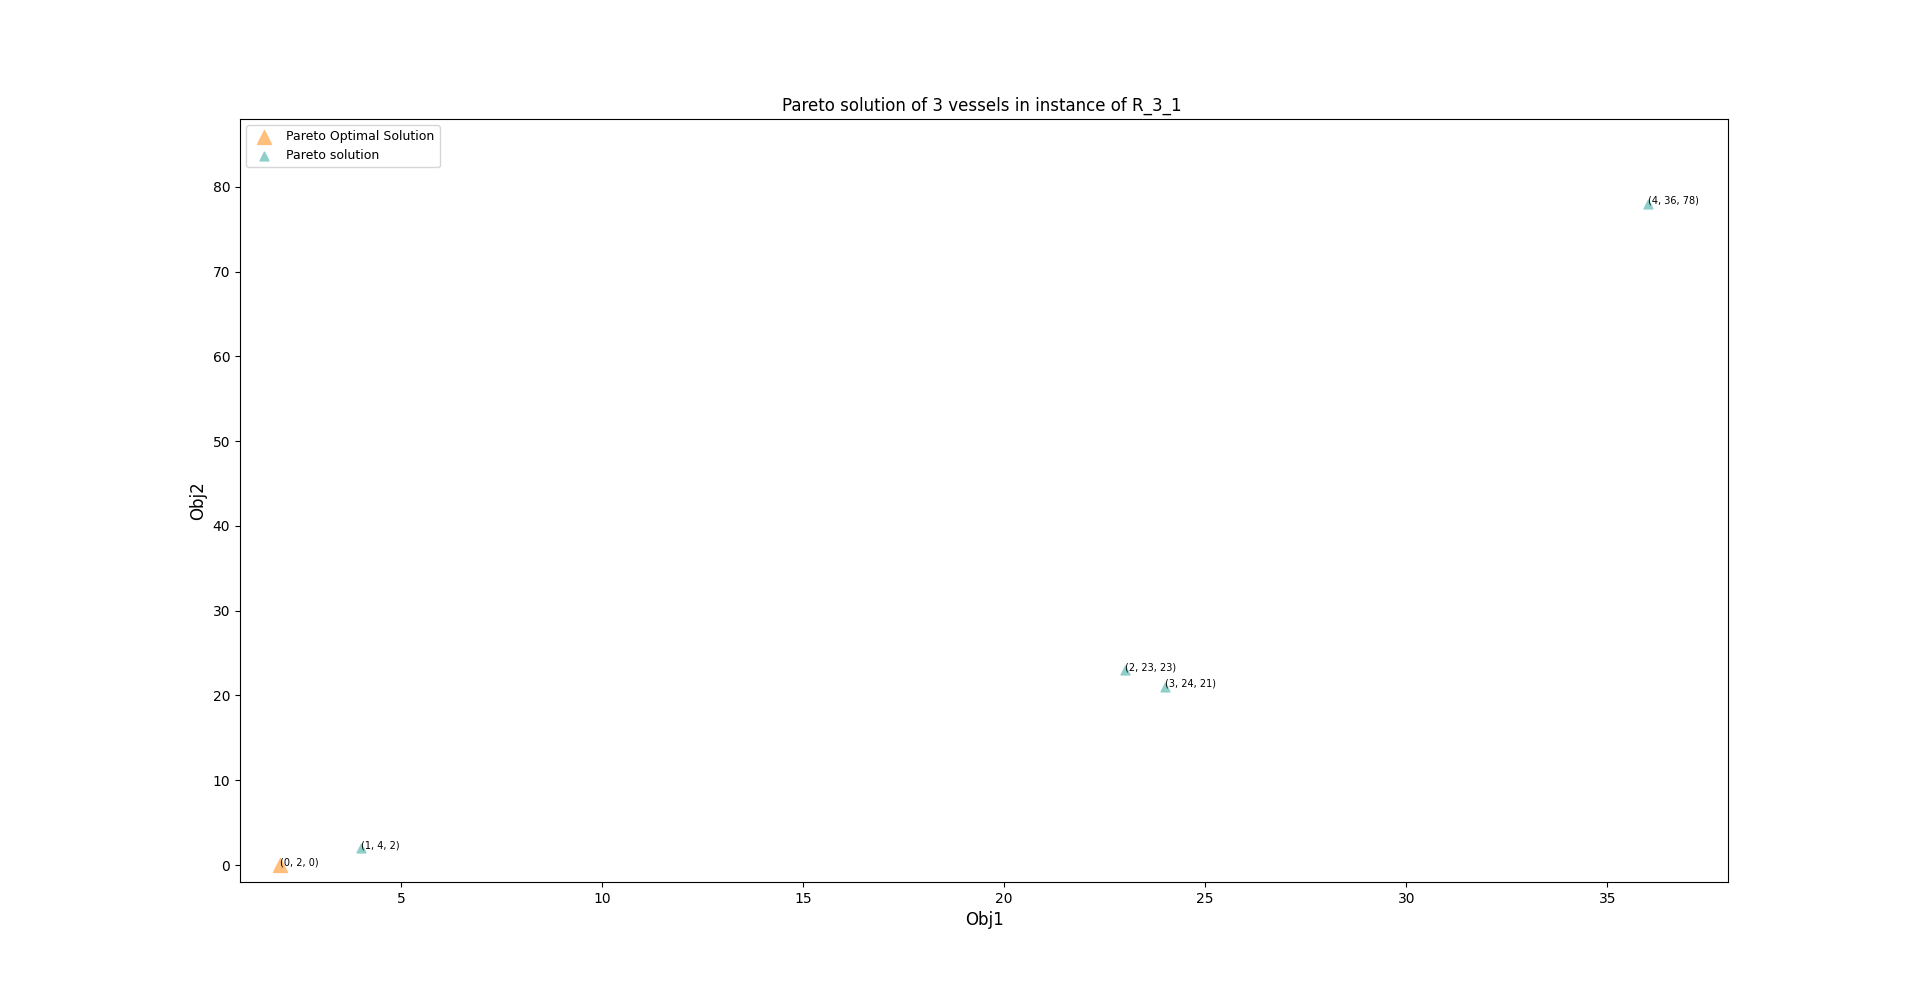 Pareto solution of 3 vessels in instance of R_3_1
Pareto Optimal Solution
Pareto solution
80
(4, 36, 78)
70
60
50
Obj2
40
30
(2, 23, 23)
(3, 24, 21)
20
10
(1, 4, 2)
0
(0, 2, 0)
5 10 15 20 25 30 35
Obj1